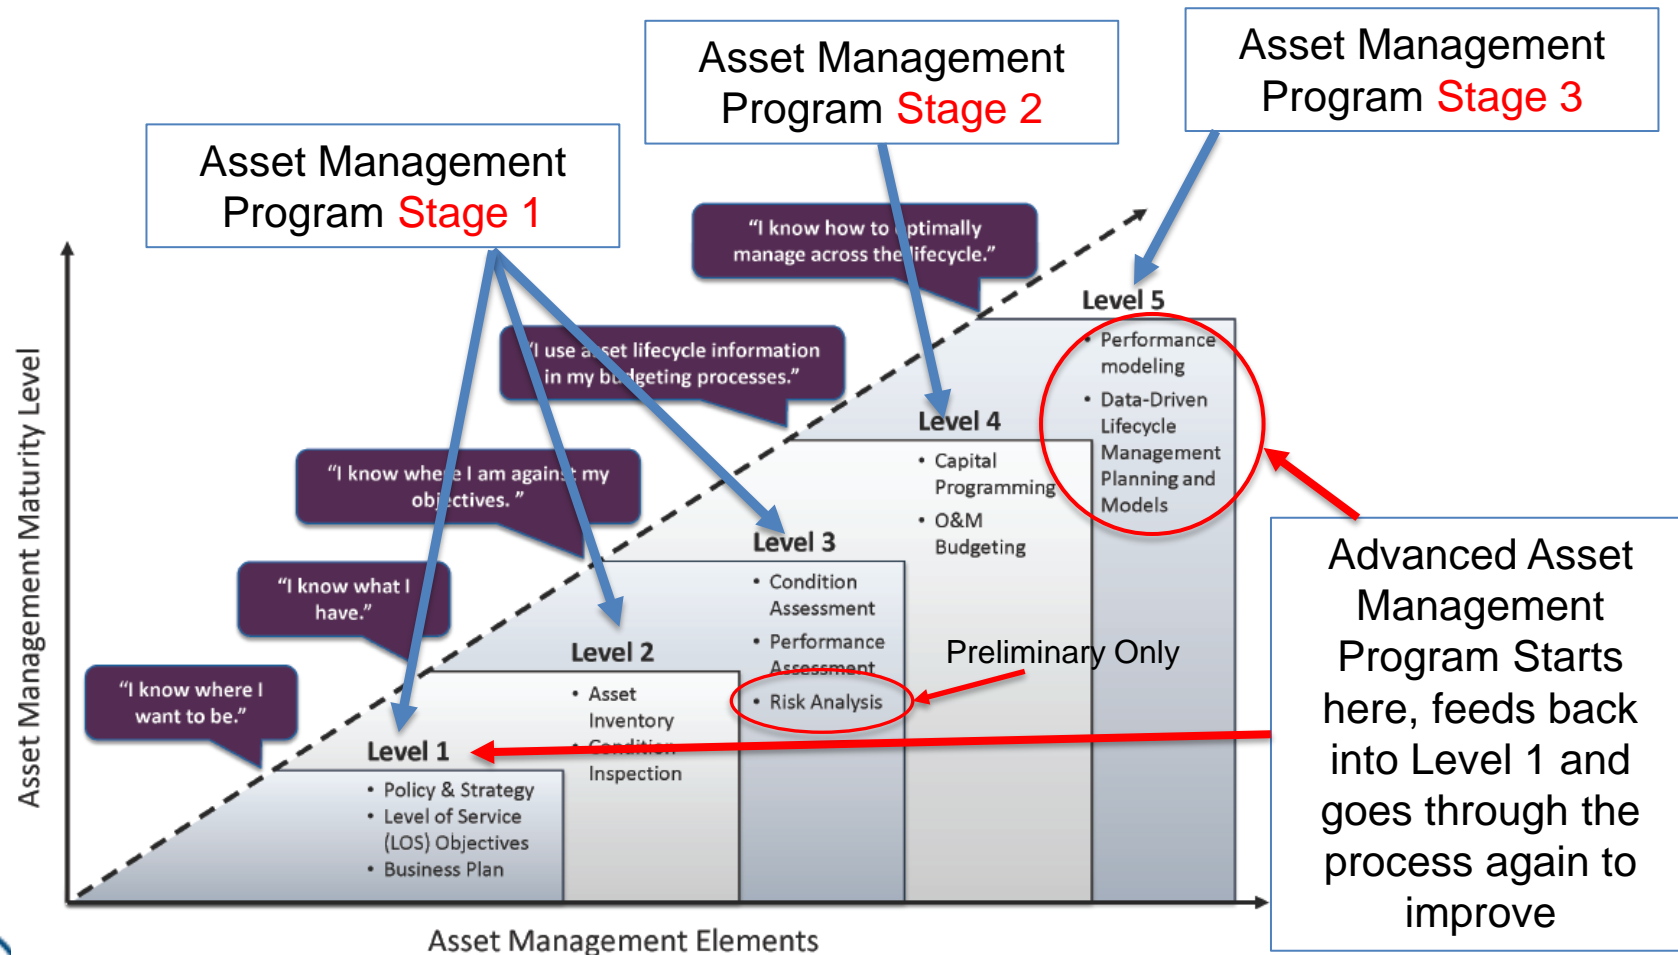 Asset Management
Program Stage 1
Asset Management
Program Stage 2
Asset Management
Program Stage 3
“I know how to optimally
manage across the lifecycle.”
“I use asset lifecycle information
in my budgeting processes.”
“I know where I am against my
objectives. ”
“I know what I
have.”
“I know where I
want to be.”
Asset Management Maturity Level
Level 1
• Policy & Strategy
• Level of Service
(LOS) Objectives
• Business Plan
Level 2
• Asset
Inventory
• Condition
Inspection
Level 3
• Condition
Assessment
• Performance
Assessment
• Risk Analysis
Preliminary Only
Level 4
• Capital
Programming
• O&M
Budgeting
Level 5
• Performance
modeling
• Data-Driven
Lifecycle
Management
Planning and
Models
Advanced Asset
Management
Program Starts
here, feeds back
into Level 1 and
goes through the
process again to
improve
Asset Management Elements